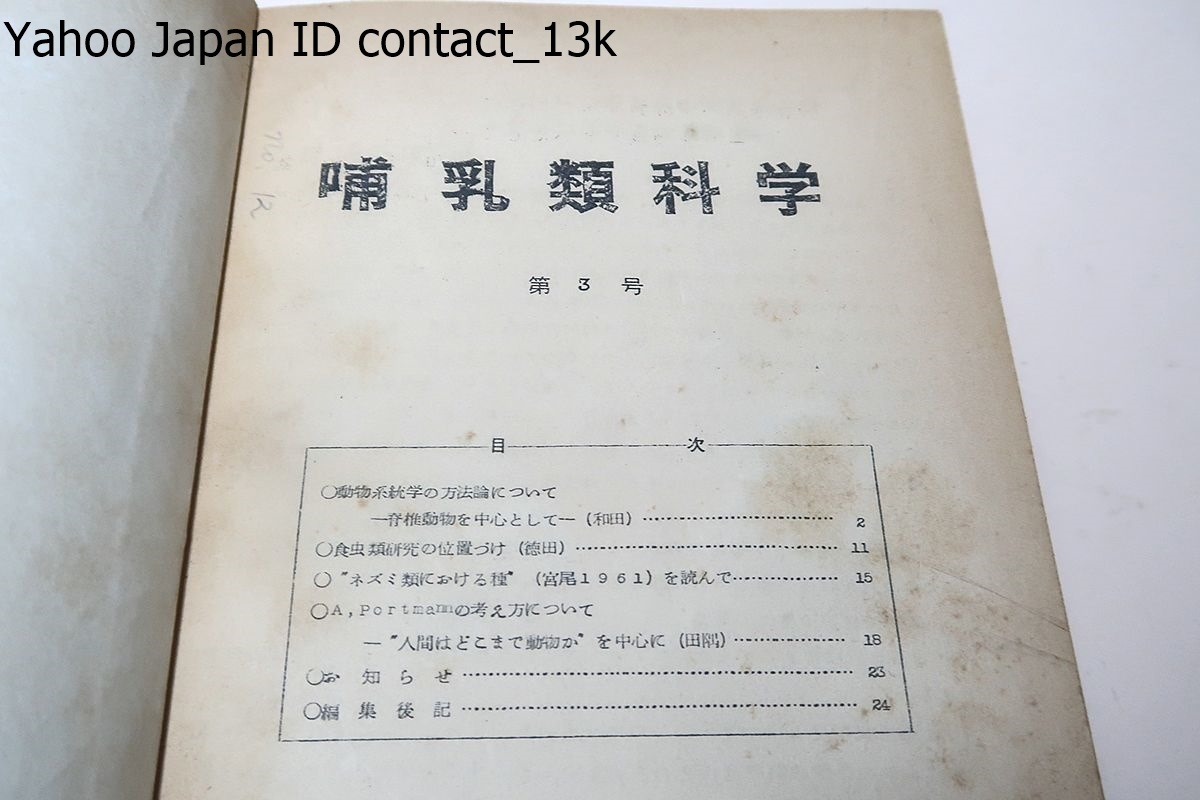 Yahoo Japan ID contact_13k
哺乳類科学
第3号
目次
○動物系統学の方法論について
―脊椎動物を中心として―(和田)………………………… 2
○食虫類研究の位置づけ(徳田)………………………… 11
○"ネズミ類における種"(宮尾1961)を読んで………… 15
○A,Portmannの考え方について
―"人間はどこまで動物か"を中心に(田隅)………… 18
○お知らせ………………………………………… 23
○編集後記………………………………………… 24